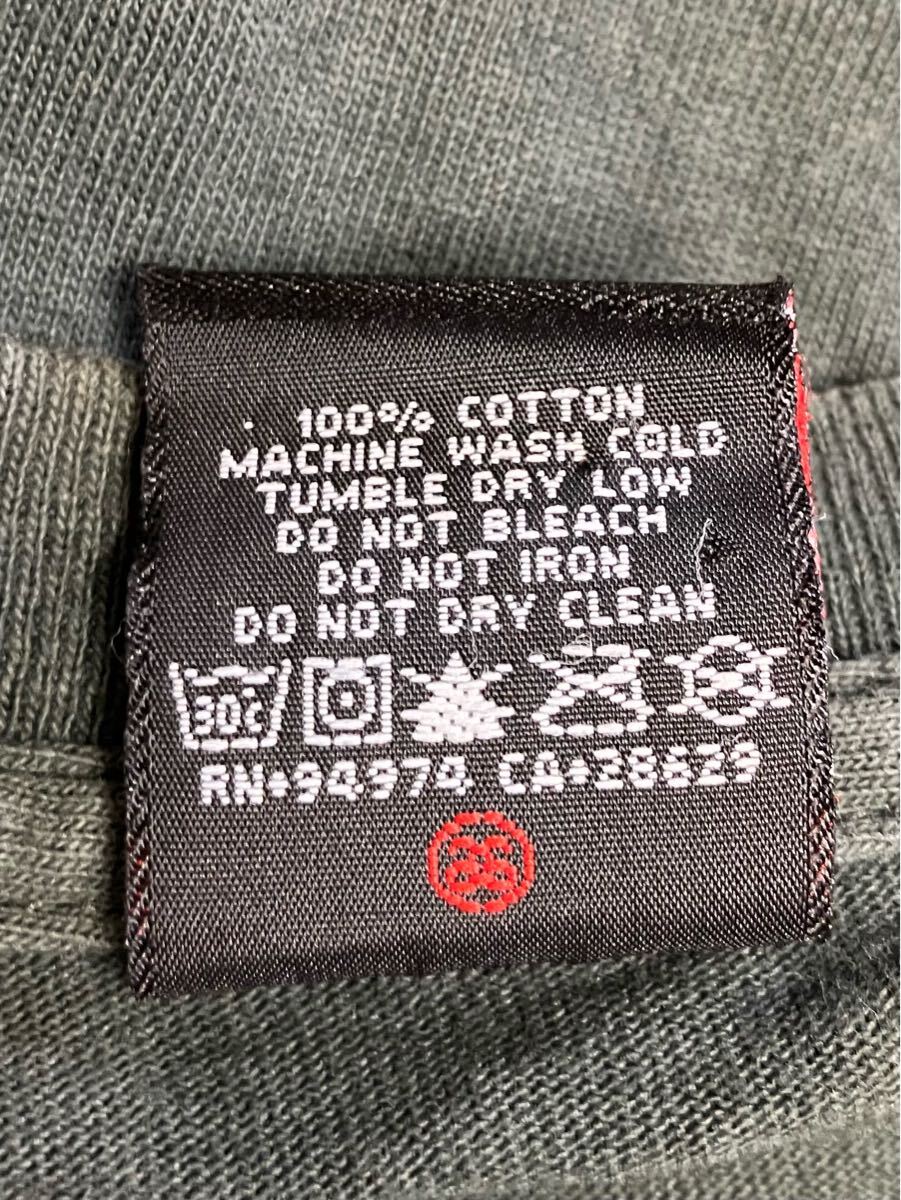 100% COTTON
MACHINE WASH COLD
TUMBLE DRY LOW
DO NOT BLEACH
DO NOT IRON
DO NOT DRY CLEAN
30c
RN•94974 CA•28629